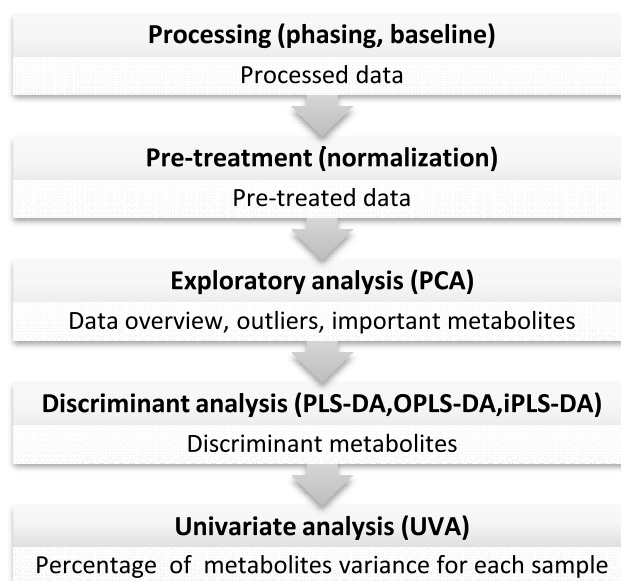 Processing (phasing, baseline)
Processed data
Pre-treatment (normalization)
Pre-treated data
Exploratory analysis (PCA)
Data overview, outliers, important metabolites
Discriminant analysis (PLS-DA,OPLS-DA,iPLS-DA)
Discriminant metabolites
Univariate analysis (UVA)
Percentage of metabolites variance for each sample